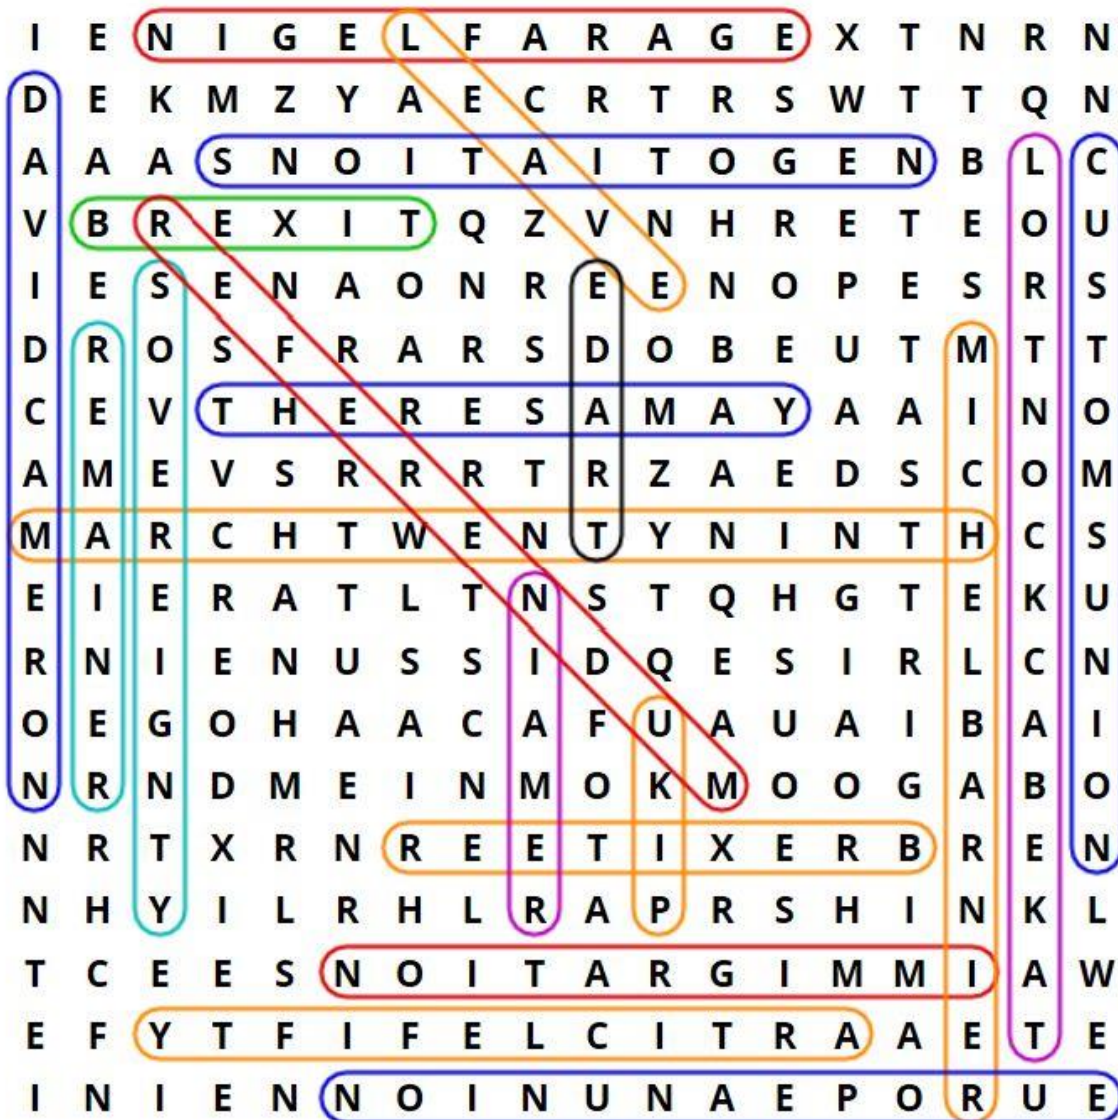 I E N I G E L F A R A G E X T N R N
D E K M Z Y A E C R T R S W T T Q N
A A A S N O I T A I T O G E N B L C
V B R E X I T Q Z V N H R E T E O U
I E S E N A O N R E E N O P E S R S
D R O S F R A R S D O B E U T M T T
C E V T H E R E S A M A Y A A I N O
A M E V S R R R T R Z A E D S C O M
M A R C H T W E N T Y N I N T H C S
E I E R A T L T N S T Q H G T E K U
R N I E N U S S I D Q E S I R L C N
O E G O H A A C A F U A U A I B A I
N R N D M E I N M O K M O O G A B O
N R T X R N R E E T I X E R B R E N
N H Y I L R H L R A P R S H I N K L
T C E E S N O I T A R G I M M I A W
E F Y T F I F E L C I T R A A E T E
I N I E N N O I N U N A E P O R U E